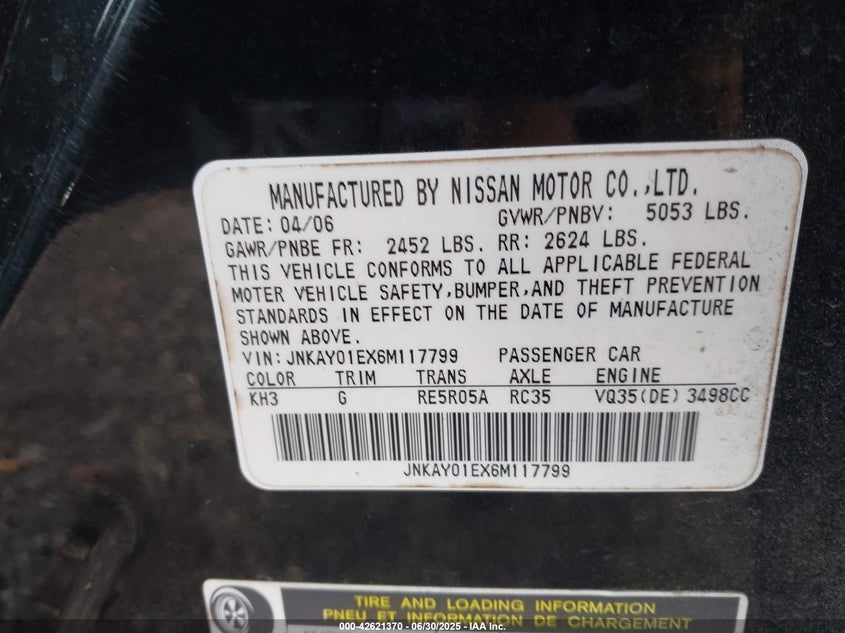 MANUFACTURED BY NISSAN MOTOR CO.,LTD.
DATE: 04/06 GVWR/PNBV: 5053 LBS.
GAWR/PNBE FR: 2452 LBS. RR: 2624 LBS.
THIS VEHICLE CONFORMS TO ALL APPLICABLE FEDERAL
MOTER VEHICLE SAFETY,BUMPER,AND THEFT PREVENTION
STANDARDS IN EFFECT ON THE DATE OF MANUFACTURE
SHOWN ABOVE.
VIN: JNKAY01EX6M117799 PASSENGER CAR
COLOR TRIM TRANS AXLE ENGINE
KH3 G RE5R05A RC35 VQ35(DE) 3498CC
JNKAY01EX6M117799
TIRE AND LOADING INFORMATION
PNEU ET INFORMATION DE CHARGEMENT
000-42621370 - 06/30/2025 - IAA Inc.